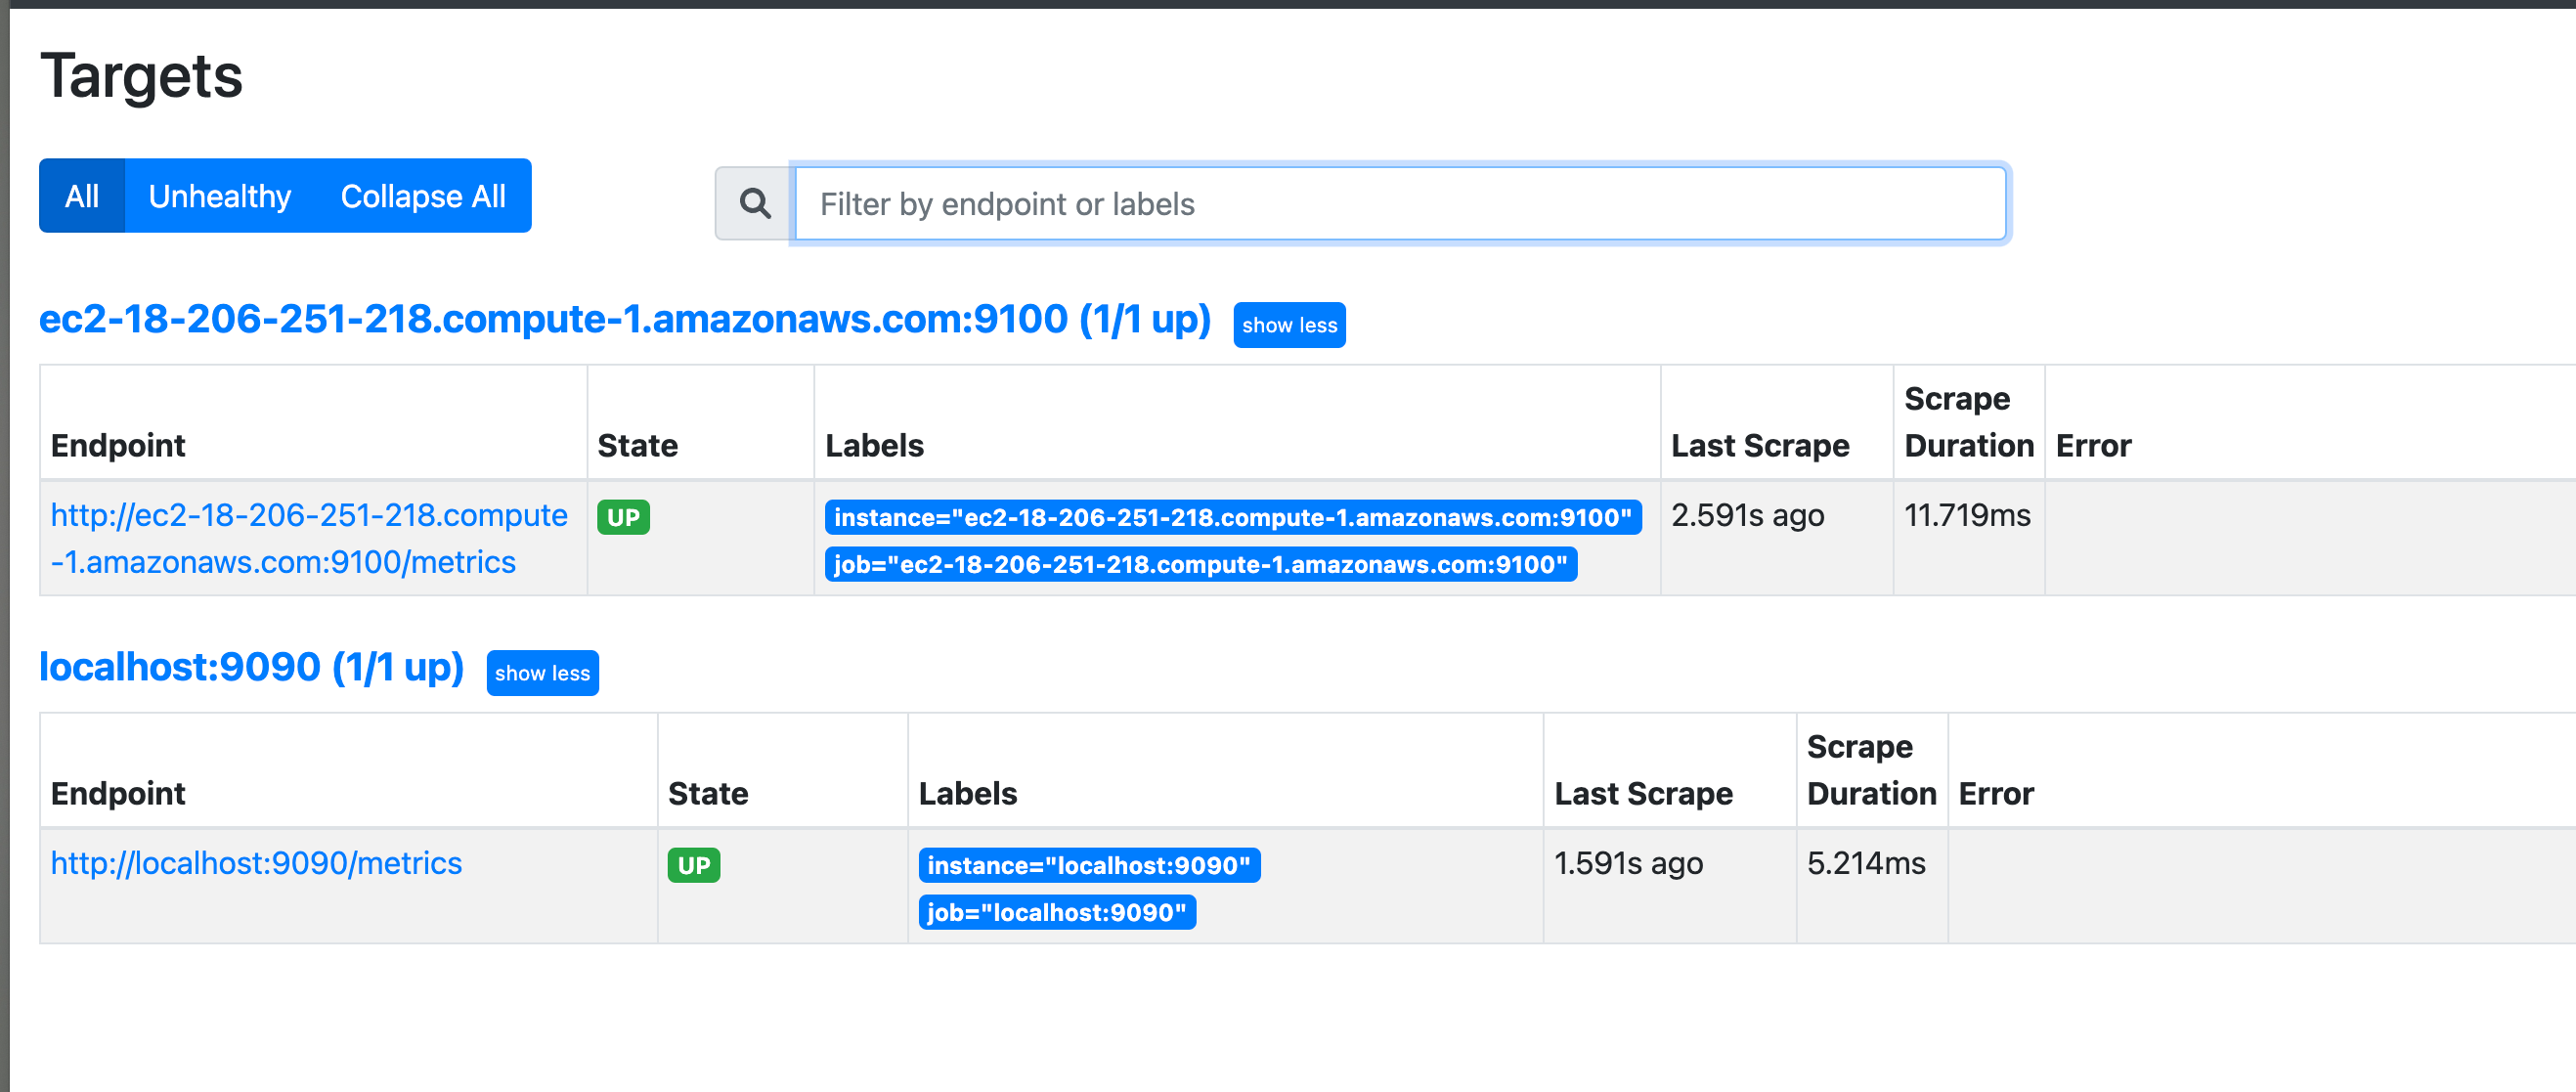 Targets
All Unhealthy Collapse All
Filter by endpoint or labels
ec2-18-206-251-218.compute-1.amazonaws.com:9100 (1/1 up) show less
Endpoint State Labels Last Scrape Scrape Duration Error
http://ec2-18-206-251-218.compute
-1.amazonaws.com:9100/metrics
UP
instance="ec2-18-206-251-218.compute-1.amazonaws.com:9100"
job="ec2-18-206-251-218.compute-1.amazonaws.com:9100"
2.591s ago
11.719ms
localhost:9090 (1/1 up) show less
Endpoint State Labels Last Scrape Scrape Duration Error
http://localhost:9090/metrics
UP
instance="localhost:9090"
job="localhost:9090"
1.591s ago
5.214ms